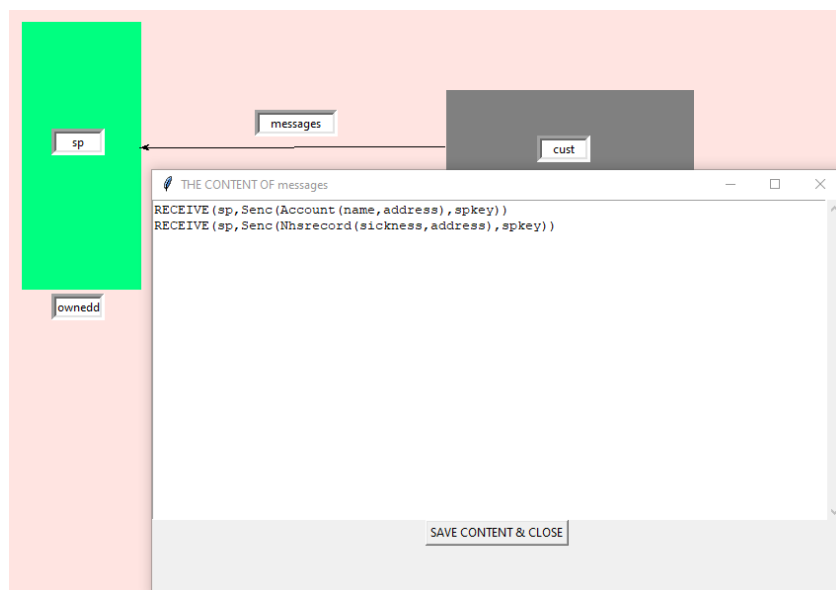 messages
sp
cust
THE CONTENT OF messages
RECEIVE(sp,Senc(Account(name,address),spkey))
RECEIVE(sp,Senc(Nhsrecord(sickness,address),spkey))
ownedd
SAVE CONTENT & CLOSE